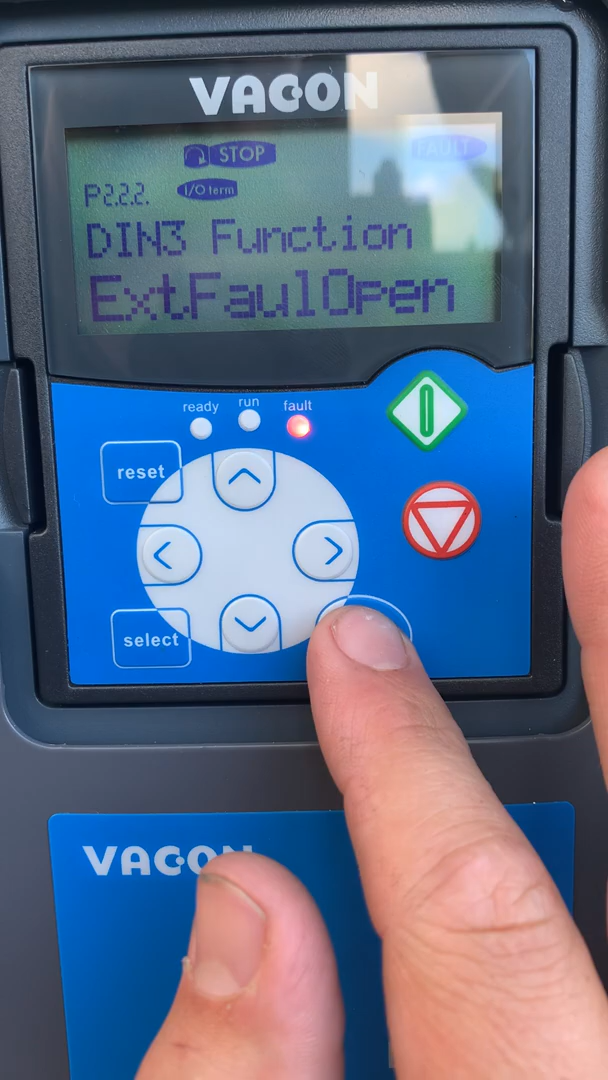 VACON
STOP FAULT
P2.2.2. I/O term
DIN3 Function
ExtFaulOpen
ready run fault
reset
select
VACON